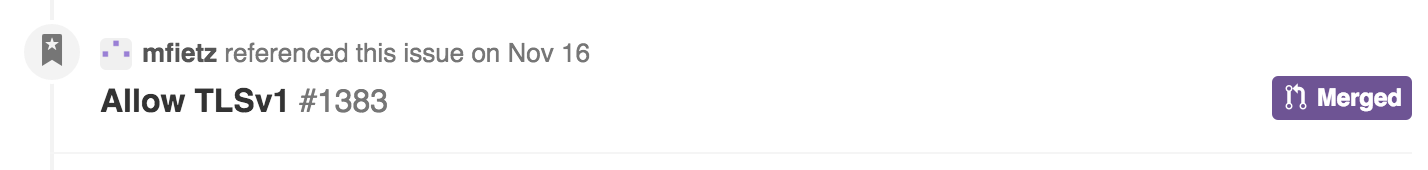 mfietz referenced this issue on Nov 16
Allow TLSv1 #1383
Merged